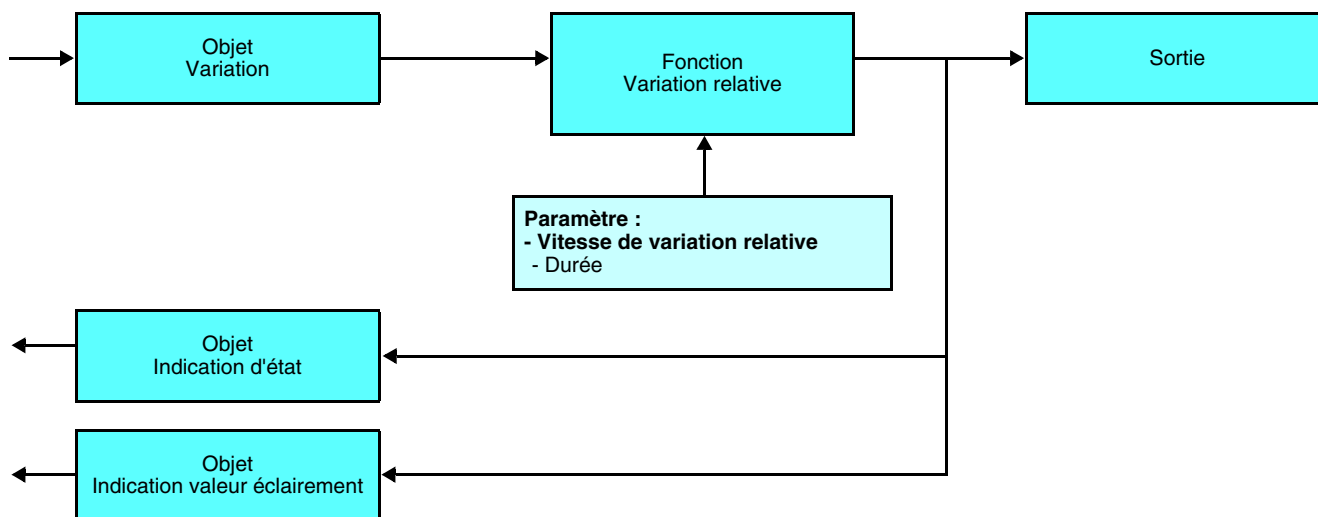 Objet
Variation
Fonction
Variation relative
Sortie
Paramètre :
- Vitesse de variation relative
- Durée
Objet
Indication d'état
Objet
Indication valeur éclairement